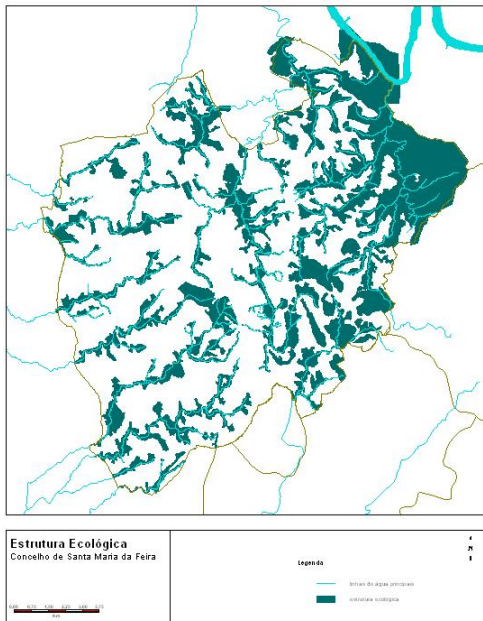 Estrutura Ecológica
Concelho de Santa Maria da Feira
Legenda
linhas de água principais
estrutura ecológica
N